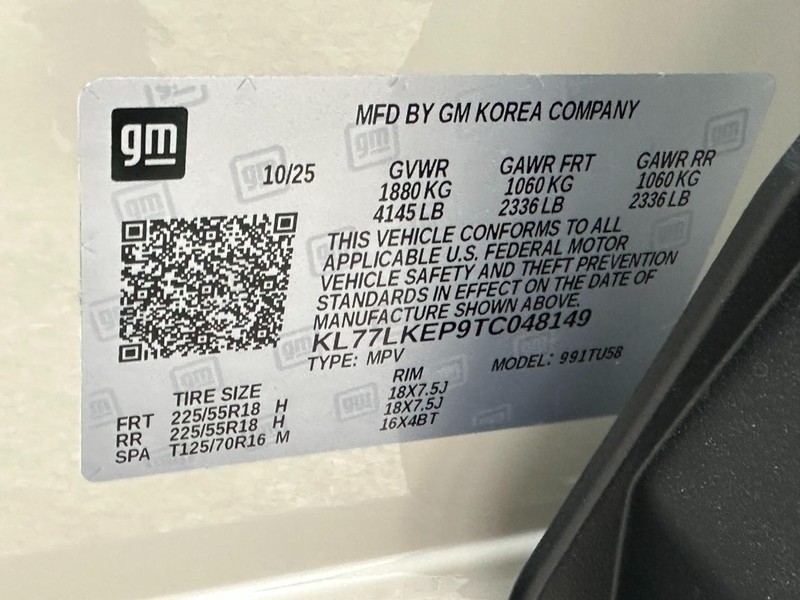 gm
MFD BY GM KOREA COMPANY
10/25 GVWR GAWR FRT GAWR RR
1880 KG 1060 KG 1060 KG
4145 LB 2336 LB 2336 LB
THIS VEHICLE CONFORMS TO ALL
APPLICABLE U.S. FEDERAL MOTOR
VEHICLE SAFETY AND THEFT PREVENTION
STANDARDS IN EFFECT ON THE DATE OF
MANUFACTURE SHOWN ABOVE.
KL77LKEP9TC048149
TYPE: MPV MODEL: 991TU58
TIRE SIZE RIM
FRT 225/55R18 H 18X7.5J
RR 225/55R18 H 18X7.5J
SPA T125/70R16 M 16X4BT